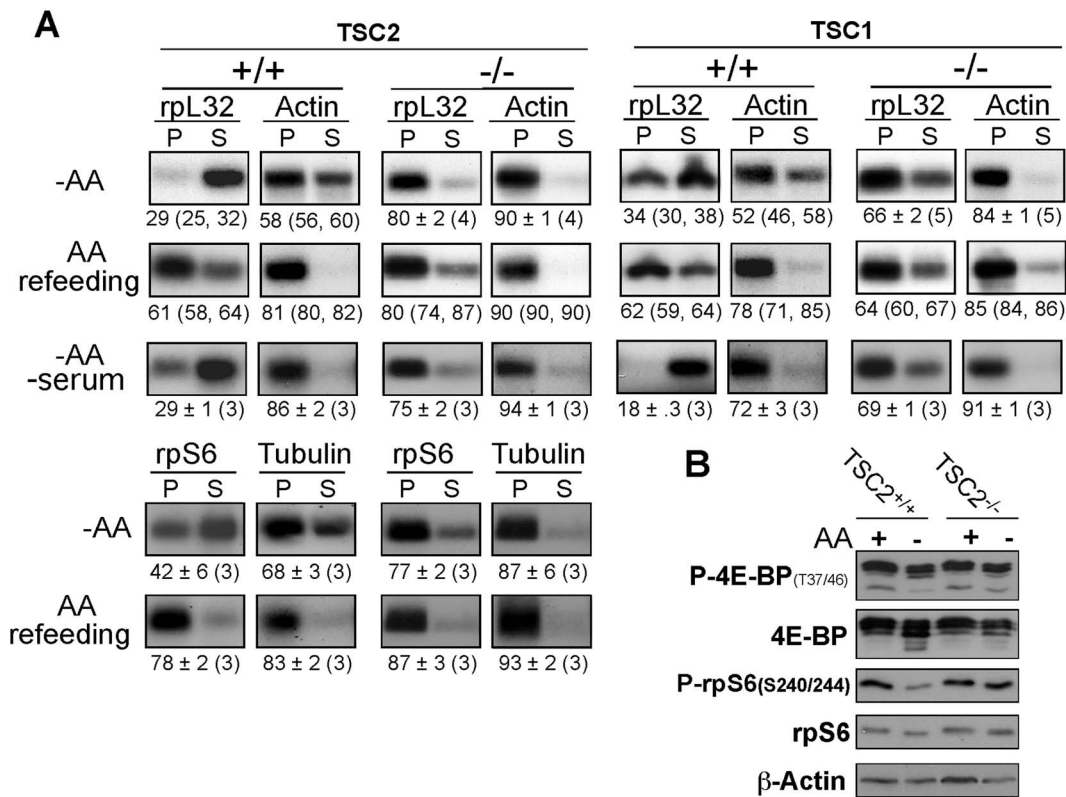 A
TSC2 TSC1
+/+ -/- +/+ -/-
rpL32 Actin rpL32 Actin rpL32 Actin rpL32 Actin
P S P S P S P S P S P S P S P S
-AA
29 (25, 32) 58 (56, 60) 80 ± 2 (4) 90 ± 1 (4) 34 (30, 38) 52 (46, 58) 66 ± 2 (5) 84 ± 1 (5)
AA
refeeding
61 (58, 64) 81 (80, 82) 80 (74, 87) 90 (90, 90) 62 (59, 64) 78 (71, 85) 64 (60, 67) 85 (84, 86)
-AA
-serum
29 ± 1 (3) 86 ± 2 (3) 75 ± 2 (3) 94 ± 1 (3) 18 ± .3 (3) 72 ± 3 (3) 69 ± 1 (3) 91 ± 1 (3)
rpS6 Tubulin rpS6 Tubulin
P S P S P S P S
-AA
42 ± 6 (3) 68 ± 3 (3) 77 ± 2 (3) 87 ± 6 (3)
AA
refeeding
78 ± 2 (3) 83 ± 2 (3) 87 ± 3 (3) 93 ± 2 (3)
B
TSC2+/+ TSC2-/-
AA + - + -
P-4E-BP(T37/46)
4E-BP
P-rpS6(S240/244)
rpS6
β-Actin